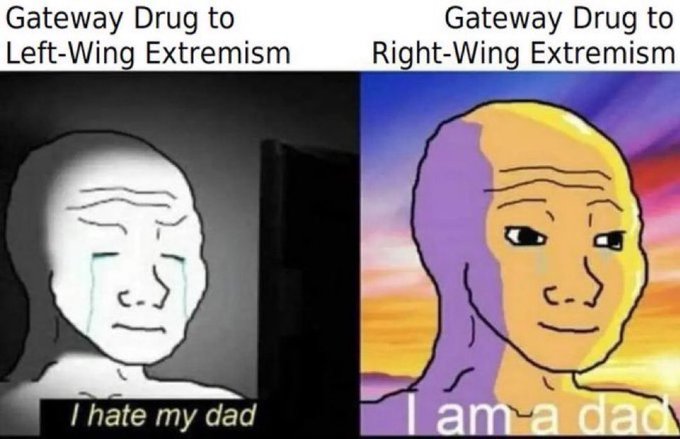 Gateway Drug to
Left-Wing Extremism
Gateway Drug to
Right-Wing Extremism
I hate my dad
I am a dad